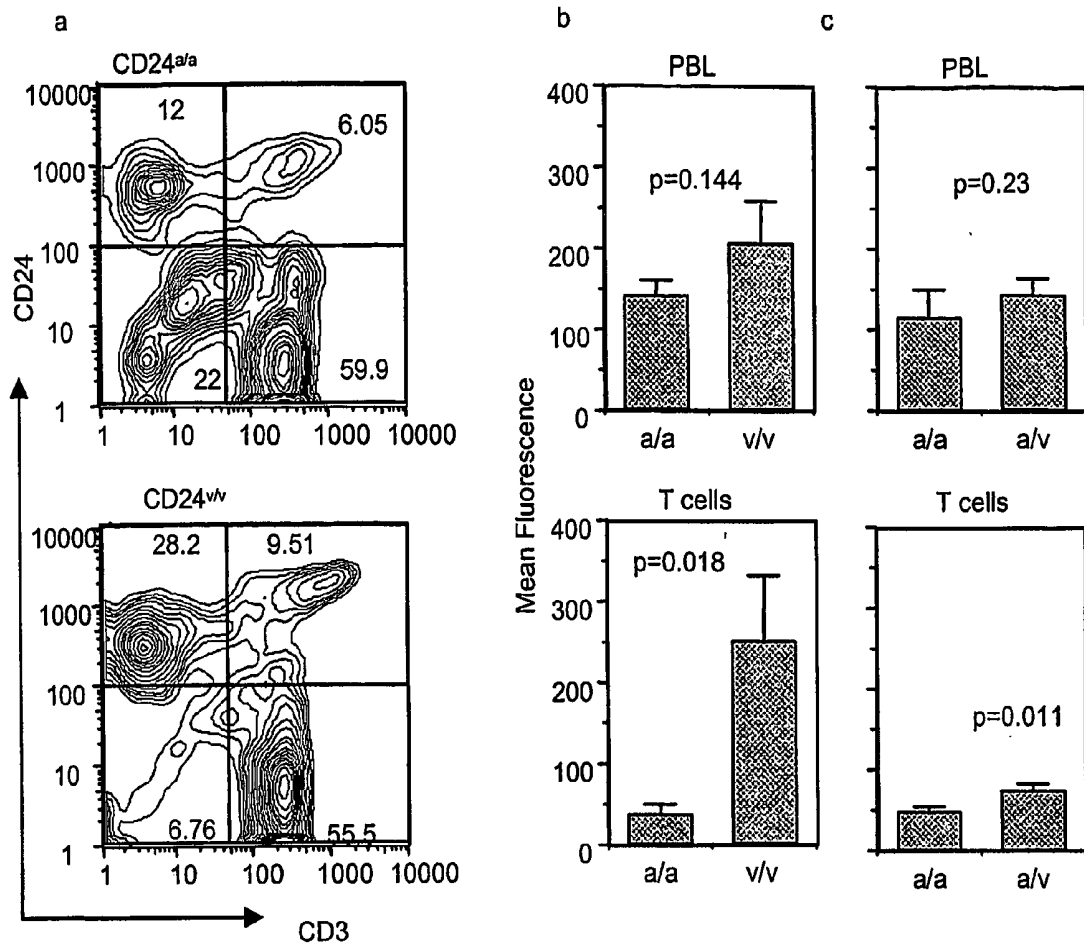 a
CD24a/a
10000
1000
100
10
1
12
6.05
22
59.9
1 10 100 1000 10000
CD24
CD24v/v
10000
1000
100
10
1
28.2
9.51
6.76
55.5
1 10 100 1000 10000
CD3
b
PBL
400
300
200
100
0
p=0.144
a/a v/v
Mean Fluorescence
T cells
400
300
200
100
0
p=0.018
a/a v/v
c
PBL
p=0.23
a/a a/v
T cells
p=0.011
a/a a/v